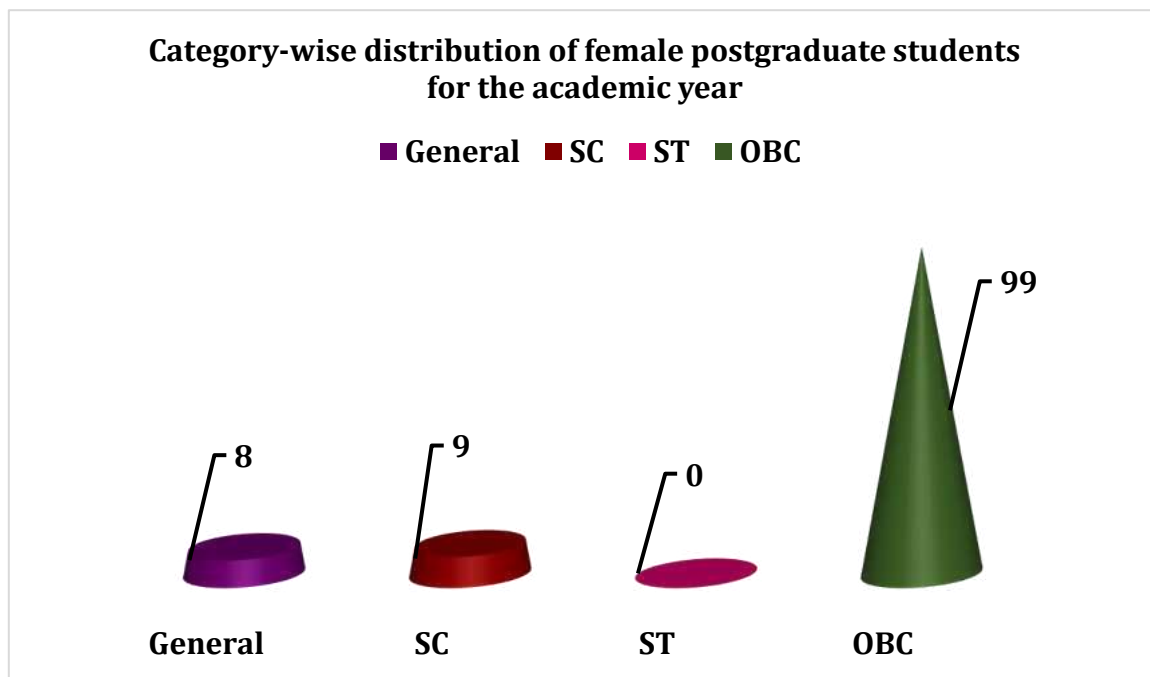 Category-wise distribution of female postgraduate students
for the academic year
General SC ST OBC
99
8
9
0
General SC ST OBC